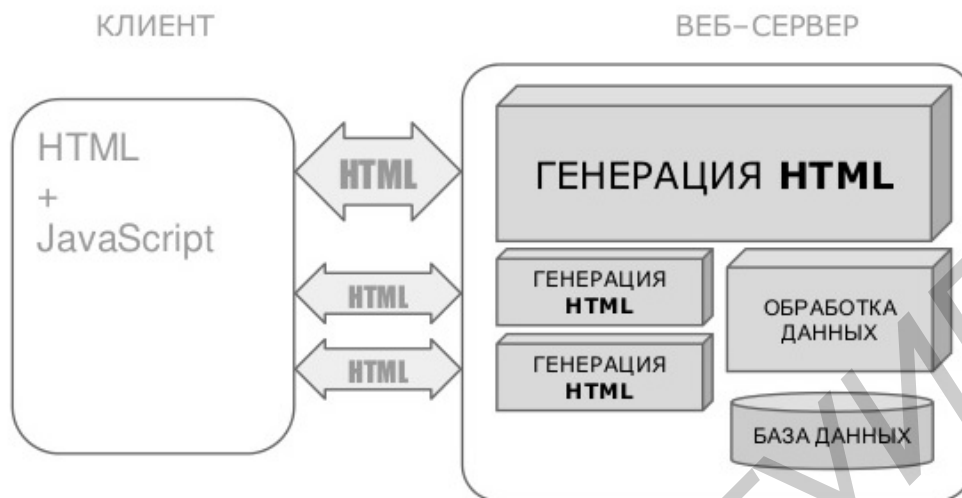 КЛИЕНТ
ВЕБ-СЕРВЕР
HTML
+
JavaScript
HTML
HTML
HTML
ГЕНЕРАЦИЯ HTML
ГЕНЕРАЦИЯ
HTML
ГЕНЕРАЦИЯ
HTML
ОБРАБОТКА
ДАННЫХ
БАЗА ДАННЫХ